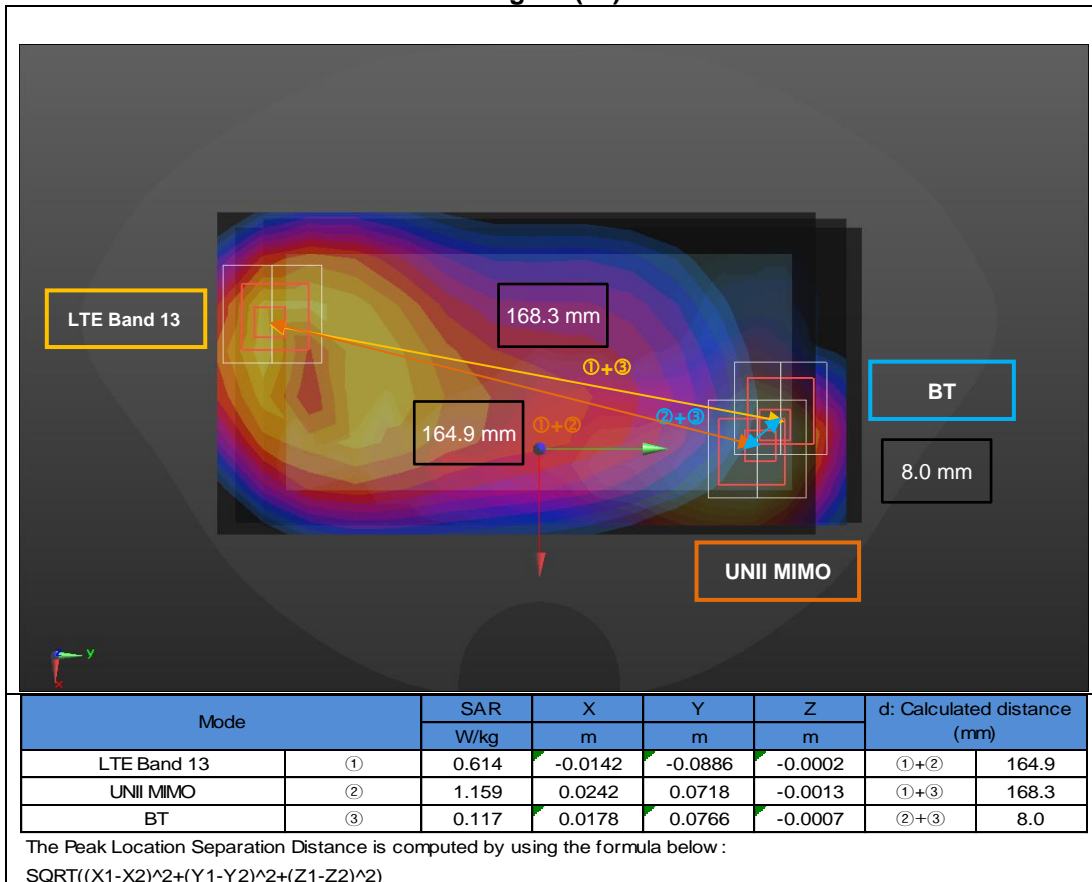 LTE Band 13
168.3 mm
①+③
BT
②+③
164.9 mm
①+②
8.0 mm
UNII MIMO
y
x
Mode SAR X Y Z d: Calculated distance (mm)
W/kg m m m
LTE Band 13 ① 0.614 -0.0142 -0.0886 -0.0002 ①+② 164.9
UNII MIMO ② 1.159 0.0242 0.0718 -0.0013 ①+③ 168.3
BT ③ 0.117 0.0178 0.0766 -0.0007 ②+③ 8.0
The Peak Location Separation Distance is computed by using the formula below :
SQRT((X1-X2)^2+(Y1-Y2)^2+(Z1-Z2)^2)